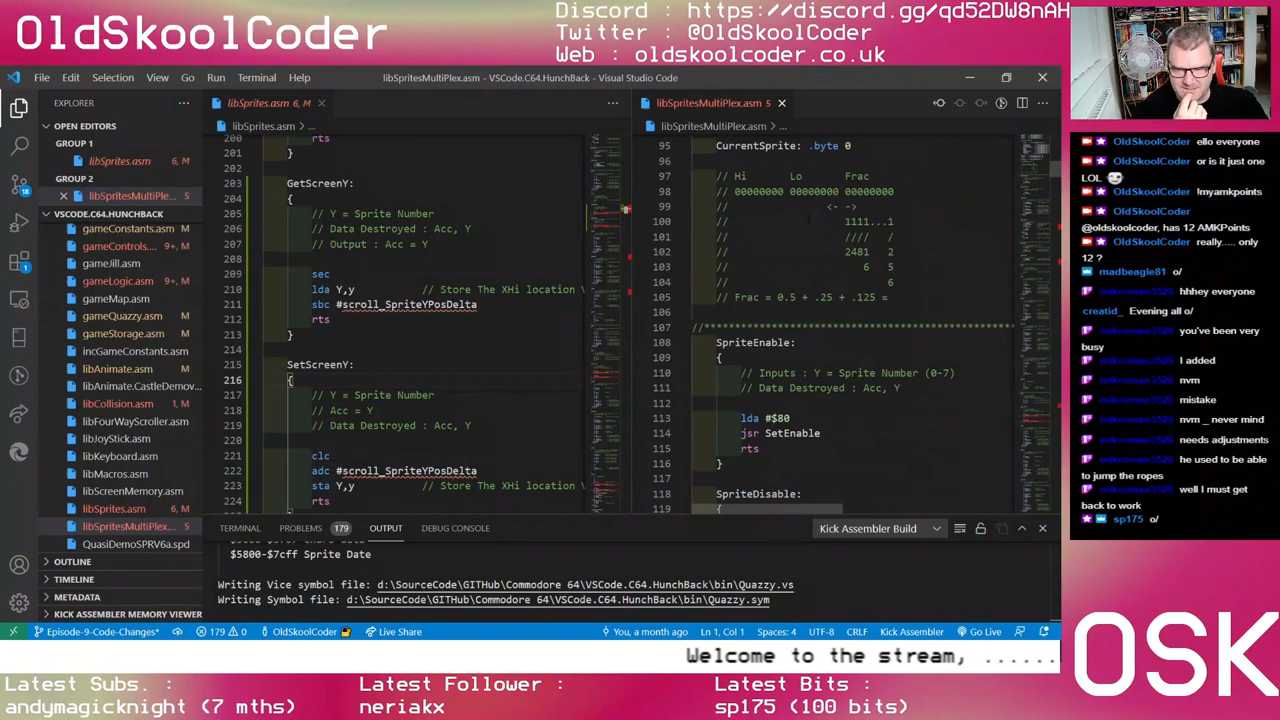 OldSkoolCoder
Discord : https://discord.gg/qd52DW8nAH
Twitter : @OldSkoolCoder
Web : oldskoolcoder.co.uk
File Edit Selection View Go Run Terminal Help
libSpritesMultiPlex.asm - VSCode.C64.HunchBack - Visual Studio Code
EXPLORER
OPEN EDITORS
GROUP 1
libSprites.asm 6, M
GROUP 2
libSpritesMultiPle... 5
VSCODE.C64.HUNCHBACK
gameConstants.asm M
gameControls.... 9+, M
gameJill.asm
gameLogic.asm 9+, M
gameMap.asm
gameQuazzy.asm M
gameStorage.asm M
incGameConstants.asm
libAnimate.asm M
libAnimate.CastleDemov...
libCollision.asm 1, M
libFourWayScroller.asm
libJoyStick.asm
libKeyboard.asm
libMacros.asm
libScreenMemory.asm
libSprites.asm 6, M
libSpritesMultiPlex.... 5
QuasiDemoSPRV6a.spd
OUTLINE
TIMELINE
METADATA
KICK ASSEMBLER MEMORY VIEWER
libSprites.asm 6, M
libSprites.asm > ...
200 rts
201 }
202
203 GetScreenY:
204 {
205 // Y = Sprite Number
206 // Data Destroyed : Acc, Y
207 // Output : Acc = Y
208
209 sec
210 lda Y,y // Store The XHi location \
211 sbc #scroll_SpriteYPosDelta
212 rts
213 }
214
215 SetScreenY:
216 {
217 // Y = Sprite Number
218 // Acc = Y
219 // Data Destroyed : Acc, Y
220
221 clc
222 adc #scroll_SpriteYPosDelta
223 sta Y,y // Store The XHi location \
224 rts
libSpritesMultiPlex.asm 5
libSpritesMultiPlex.asm > ...
95 CurrentSprite: .byte 0
96
97 // Hi Lo Frac
98 // 00000000 00000000 00000000
99 // <- ->
100 // 1111...1
101 // //// /
102 // 2481 2
103 // 6 5
104 // 6
105 // Frac = 0.5 + .25 + .125 =
106
107
108 SpriteEnable:
109 {
110 // Inputs : Y = Sprite Number (0-7)
111 // Data Destroyed : Acc, Y
112
113 lda #$80
114 jsr SetEnable
115 rts
116 }
117
118 SpriteDisable:
119 {
TERMINAL PROBLEMS 179 OUTPUT DEBUG CONSOLE
Kick Assembler Build
$5800-$7cff Sprite Date
Writing Vice symbol file: d:\SourceCode\GITHub\Commodore 64\VSCode.C64.HunchBack\bin\Quazzy.vs
Writing Symbol file: d:\SourceCode\GITHub\Commodore 64\VSCode.C64.HunchBack\bin\Quazzy.sym
Episode-9-Code-Changes* 179 0 OldSkoolCoder Live Share
You, a month ago Ln 1, Col 1 Spaces: 4 UTF-8 CRLF Kick Assembler Go Live
OldSkoolCoder ello everyone
OldSkoolCoder or is it just one
LOL
OldSkoolCoder !myamkpoints
OldSkoolCoder
@oldskoolcoder, has 12 AMKPoints
OldSkoolCoder really..... only
12 ?
madbeagle81 o/
hhhey everyone
creatid_ Evening all o/
you've been very
busy
I added
nvm
mistake
nvm _ never mind
needs adjustments
he used to be able
to jump the ropes
well I must get
back to work
sp175 o/
Welcome to the stream, ......
OSK
Latest Subs. :
andymagicknight (7 mths)
Latest Follower :
neriakx
Latest Bits :
sp175 (100 bits)